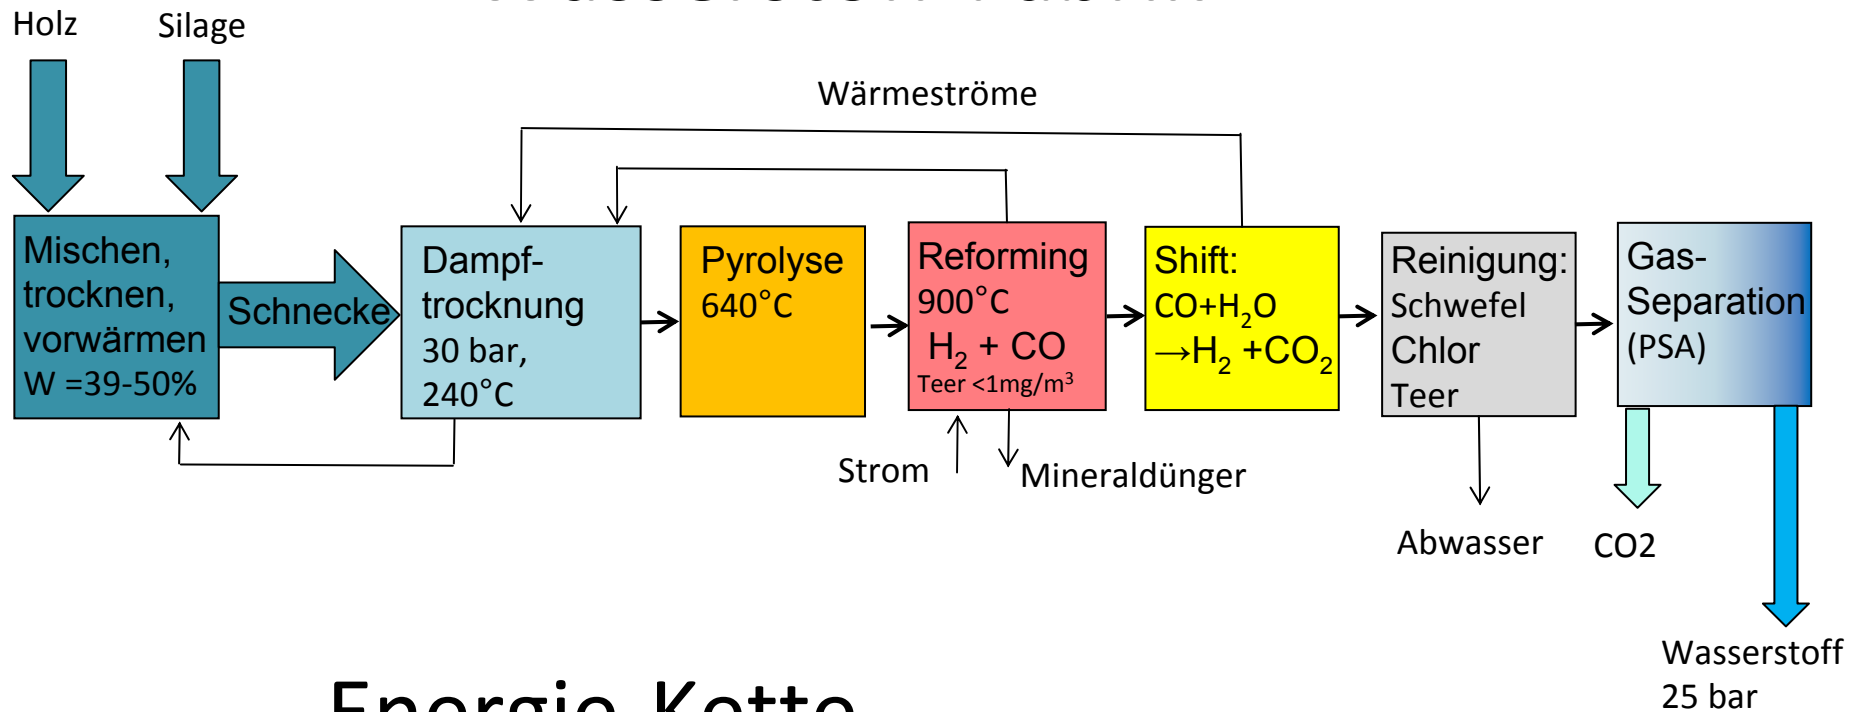 Holz
Silage
Wärmeströme
Mischen,
trocknen,
vorwärmen
W =39-50%
Schnecke
Dampf-
trocknung
30 bar,
240°C
Pyrolyse
640°C
Reforming
900°C
H₂ + CO
Teer <1mg/m³
Shift:
CO+H₂O
→H₂ +CO₂
Reinigung:
Schwefel
Chlor
Teer
Gas-
Separation
(PSA)
Strom
Mineraldünger
Abwasser
CO2
Wasserstoff
25 bar
Energie-Kette